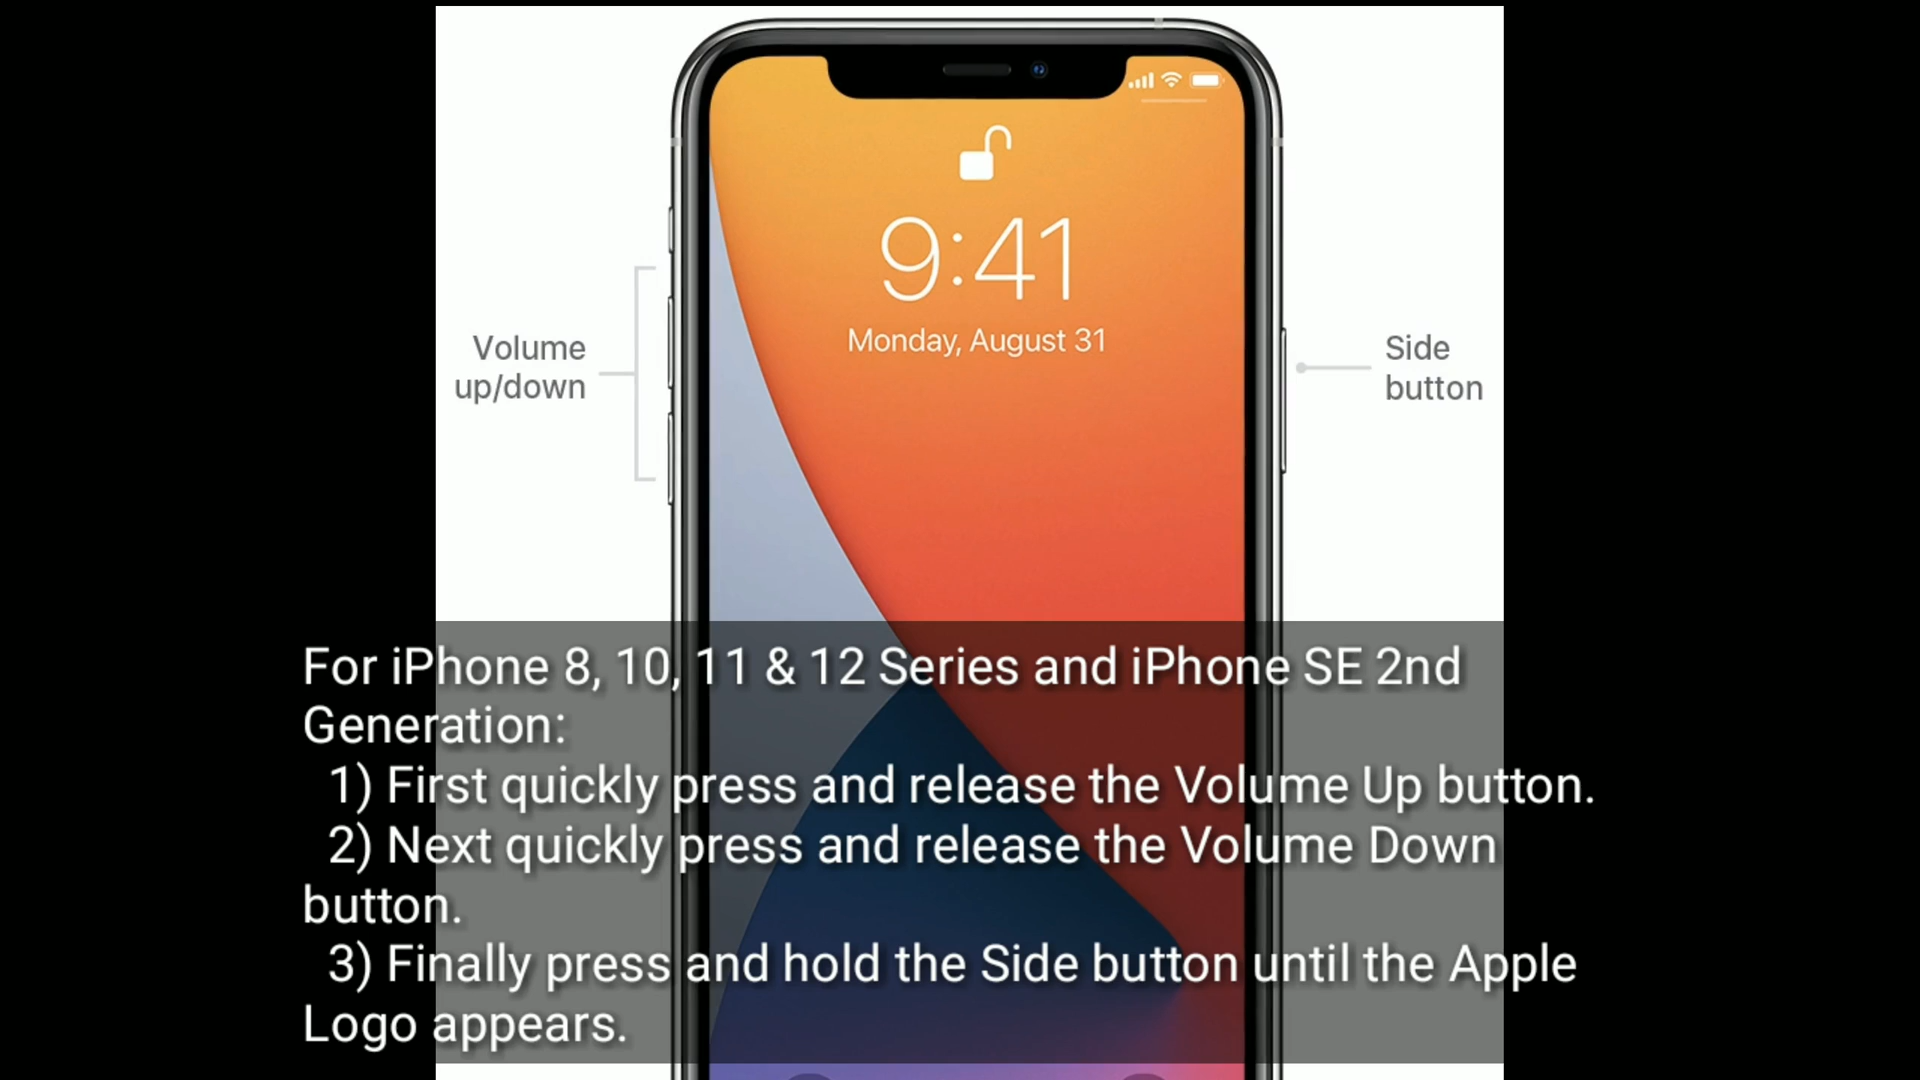 9:41
Monday, August 31
Volume
up/down
Side
button
For iPhone 8, 10, 11 & 12 Series and iPhone SE 2nd
Generation:
1) First quickly press and release the Volume Up button.
2) Next quickly press and release the Volume Down
button.
3) Finally press and hold the Side button until the Apple
Logo appears.